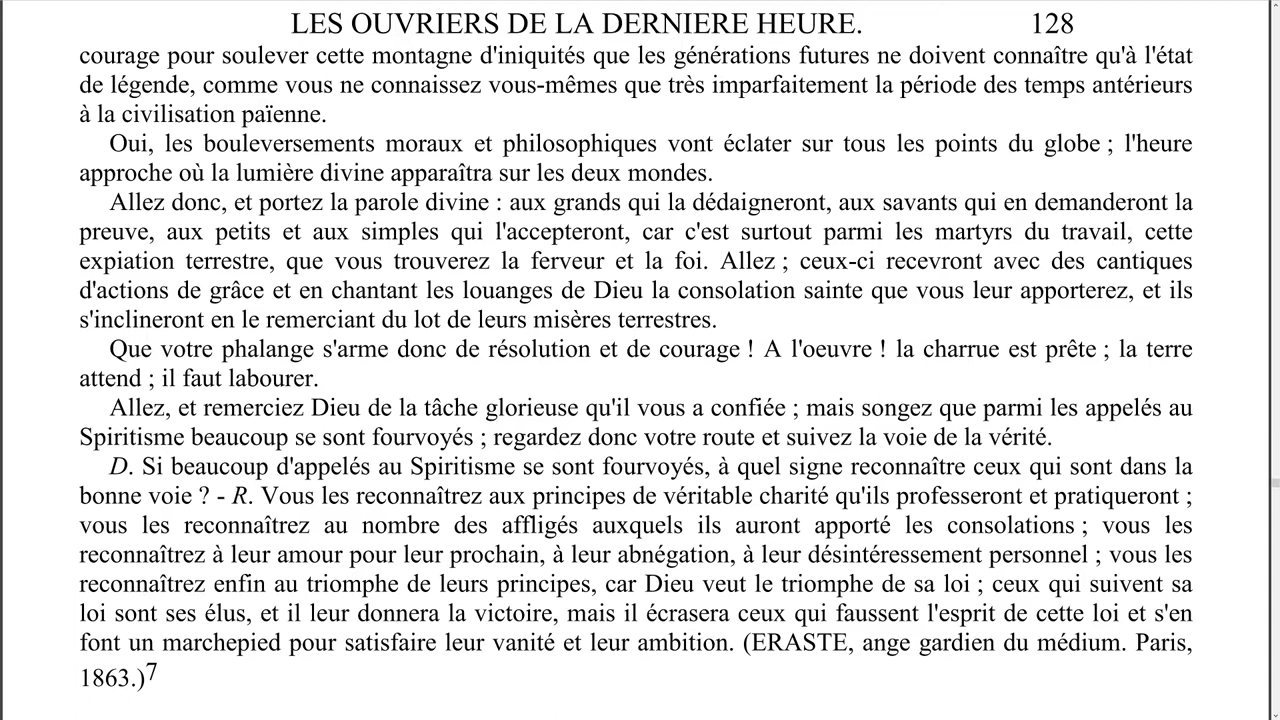 LES OUVRIERS DE LA DERNIERE HEURE. 128
courage pour soulever cette montagne d'iniquités que les générations futures ne doivent connaître qu'à l'état
de légende, comme vous ne connaissez vous-mêmes que très imparfaitement la période des temps antérieurs
à la civilisation païenne.
Oui, les bouleversements moraux et philosophiques vont éclater sur tous les points du globe ; l'heure
approche où la lumière divine apparaîtra sur les deux mondes.
Allez donc, et portez la parole divine : aux grands qui la dédaigneront, aux savants qui en demanderont la
preuve, aux petits et aux simples qui l'accepteront, car c'est surtout parmi les martyrs du travail, cette
expiation terrestre, que vous trouverez la ferveur et la foi. Allez ; ceux-ci recevront avec des cantiques
d'actions de grâce et en chantant les louanges de Dieu la consolation sainte que vous leur apporterez, et ils
s'inclineront en le remerciant du lot de leurs misères terrestres.
Que votre phalange s'arme donc de résolution et de courage ! A l'oeuvre ! la charrue est prête ; la terre
attend ; il faut labourer.
Allez, et remerciez Dieu de la tâche glorieuse qu'il vous a confiée ; mais songez que parmi les appelés au
Spiritisme beaucoup se sont fourvoyés ; regardez donc votre route et suivez la voie de la vérité.
D. Si beaucoup d'appelés au Spiritisme se sont fourvoyés, à quel signe reconnaître ceux qui sont dans la
bonne voie ? - R. Vous les reconnaîtrez aux principes de véritable charité qu'ils professeront et pratiqueront ;
vous les reconnaîtrez au nombre des affligés auxquels ils auront apporté les consolations ; vous les
reconnaîtrez à leur amour pour leur prochain, à leur abnégation, à leur désintéressement personnel ; vous les
reconnaîtrez enfin au triomphe de leurs principes, car Dieu veut le triomphe de sa loi ; ceux qui suivent sa
loi sont ses élus, et il leur donnera la victoire, mais il écrasera ceux qui faussent l'esprit de cette loi et s'en
font un marchepied pour satisfaire leur vanité et leur ambition. (ERASTE, ange gardien du médium. Paris,
1863.)7